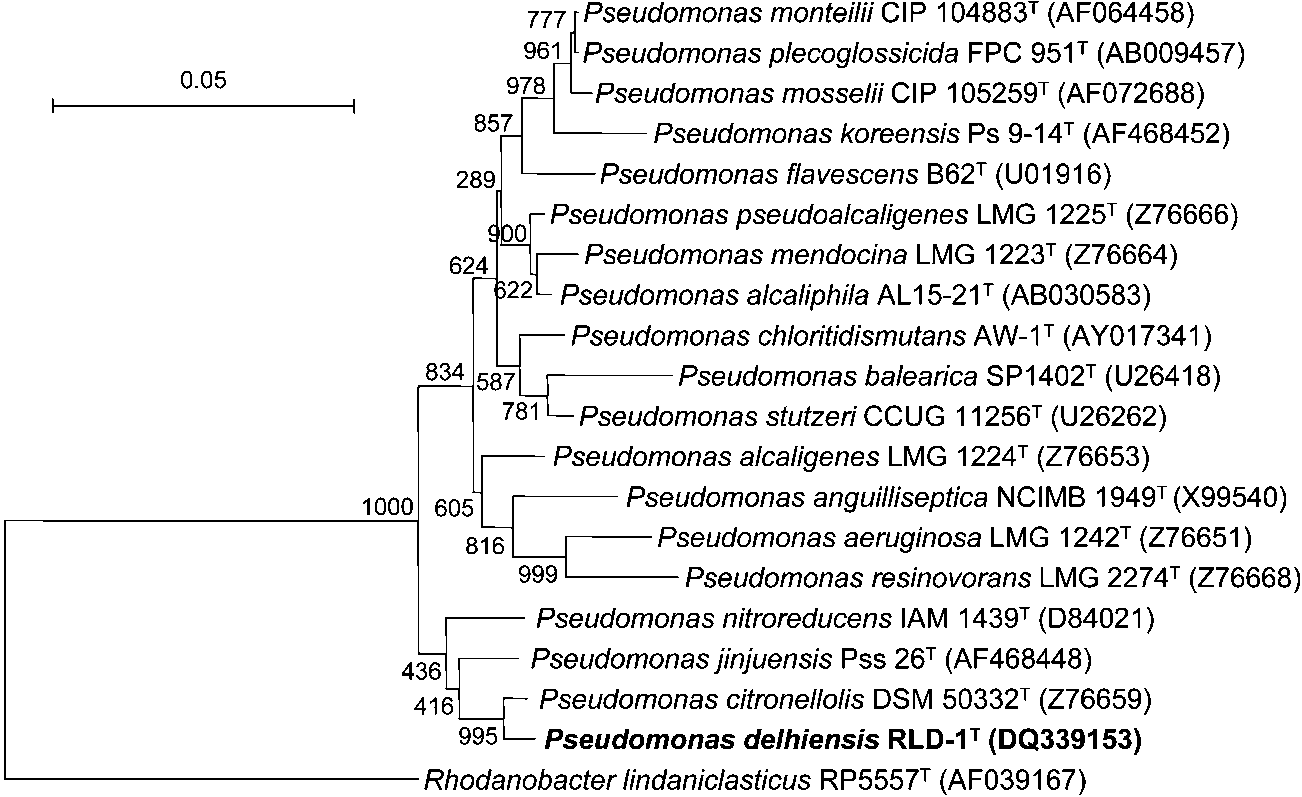 777
Pseudomonas monteilii CIP 104883ᵀ (AF064458)
961
Pseudomonas plecoglossicida FPC 951ᵀ (AB009457)
0.05
978
Pseudomonas mosselii CIP 105259ᵀ (AF072688)
857
Pseudomonas koreensis Ps 9-14ᵀ (AF468452)
289
Pseudomonas flavescens B62ᵀ (U01916)
900
Pseudomonas pseudoalcaligenes LMG 1225ᵀ (Z76666)
624
Pseudomonas mendocina LMG 1223ᵀ (Z76664)
622
Pseudomonas alcaliphila AL15-21ᵀ (AB030583)
Pseudomonas chloritidismutans AW-1ᵀ (AY017341)
834
587
Pseudomonas balearica SP1402ᵀ (U26418)
781
Pseudomonas stutzeri CCUG 11256ᵀ (U26262)
Pseudomonas alcaligenes LMG 1224ᵀ (Z76653)
1000
605
Pseudomonas anguilliseptica NCIMB 1949ᵀ (X99540)
816
Pseudomonas aeruginosa LMG 1242ᵀ (Z76651)
999
Pseudomonas resinovorans LMG 2274ᵀ (Z76668)
Pseudomonas nitroreducens IAM 1439ᵀ (D84021)
436
Pseudomonas jinjuensis Pss 26ᵀ (AF468448)
416
Pseudomonas citronellolis DSM 50332ᵀ (Z76659)
995
Pseudomonas delhiensis RLD-1ᵀ (DQ339153)
Rhodanobacter lindaniclasticus RP5557ᵀ (AF039167)